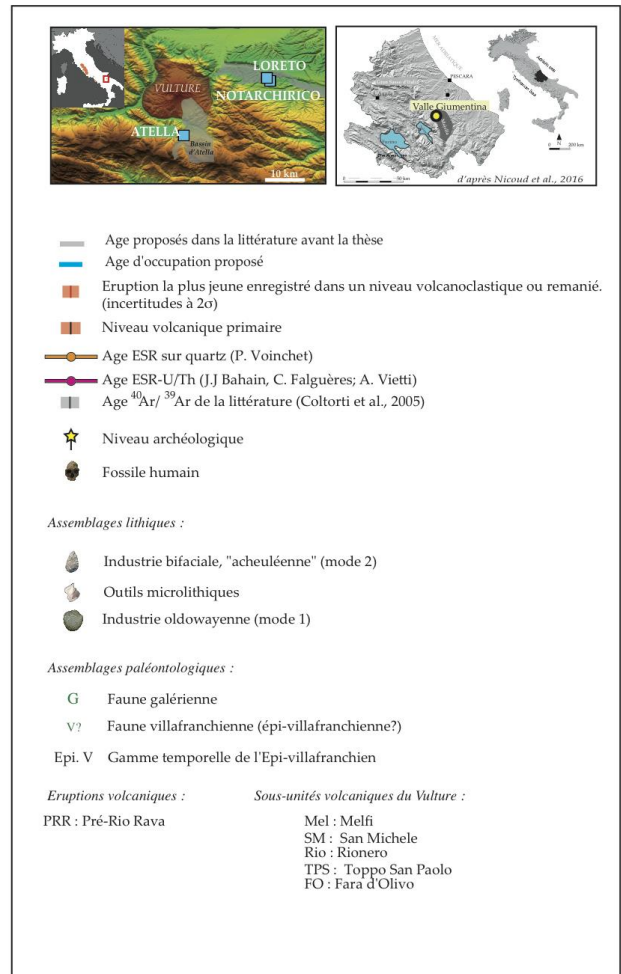 VULTURE
LORETO
NOTARCHIRICO
ATELLA
Bassin
d'Atella
10 km
PESCARA
Valle Giumentina
Adriatic sea
Tyrrhenian Sea
N
200 km
d'après Nicoud et al., 2016
Age proposés dans la littérature avant la thèse
Age d'occupation proposé
Eruption la plus jeune enregistré dans un niveau volcanoclastique ou remanié.
(incertitudes à 2σ)
Niveau volcanique primaire
Age ESR sur quartz (P. Voinchet)
Age ESR-U/Th (J.J Bahain, C. Falguères; A. Vietti)
Age ⁴⁰Ar/ ³⁹Ar de la littérature (Coltorti et al., 2005)
Niveau archéologique
Fossile humain
Assemblages lithiques :
Industrie bifaciale, "acheuléenne" (mode 2)
Outils microlithiques
Industrie oldowayenne (mode 1)
Assemblages paléontologiques :
G Faune galérienne
V? Faune villafranchienne (épi-villafranchienne?)
Epi. V Gamme temporelle de l'Epi-villafranchien
Eruptions volcaniques :
PRR : Pré-Rio Rava
Sous-unités volcaniques du Vulture :
Mel : Melfi
SM : San Michele
Rio : Rionero
TPS : Toppo San Paolo
FO : Fara d'Olivo